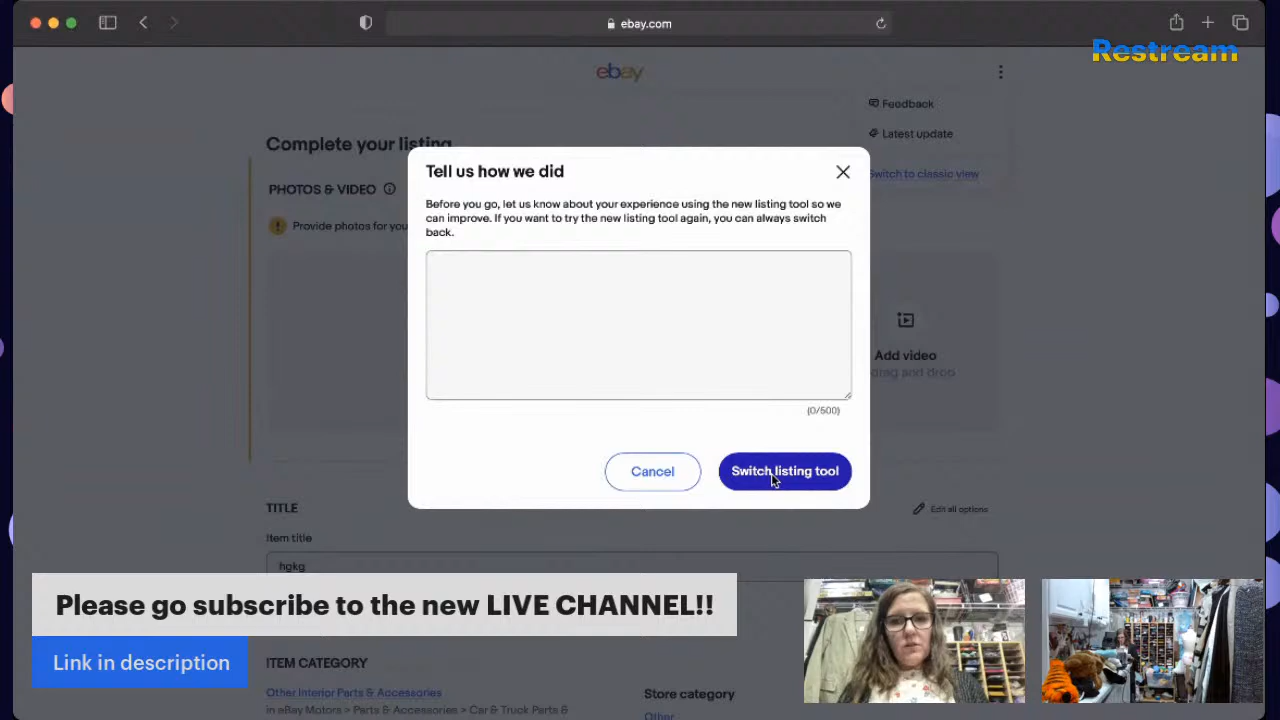 ebay.com
Restream
ebay
Feedback
Latest update
Switch to classic view
Complete your listing
PHOTOS & VIDEO
Provide photos for you
Tell us how we did
Before you go, let us know about your experience using the new listing tool so we
can improve. If you want to try the new listing tool again, you can always switch
back.
(0/500)
Cancel
Switch listing tool
Add video
drag and drop
TITLE
Edit all options
Item title
hgkg
Please go subscribe to the new LIVE CHANNEL!!
Link in description
ITEM CATEGORY
Other Interior Parts & Accessories
in eBay Motors > Parts & Accessories > Car & Truck Parts &
Store category
Other